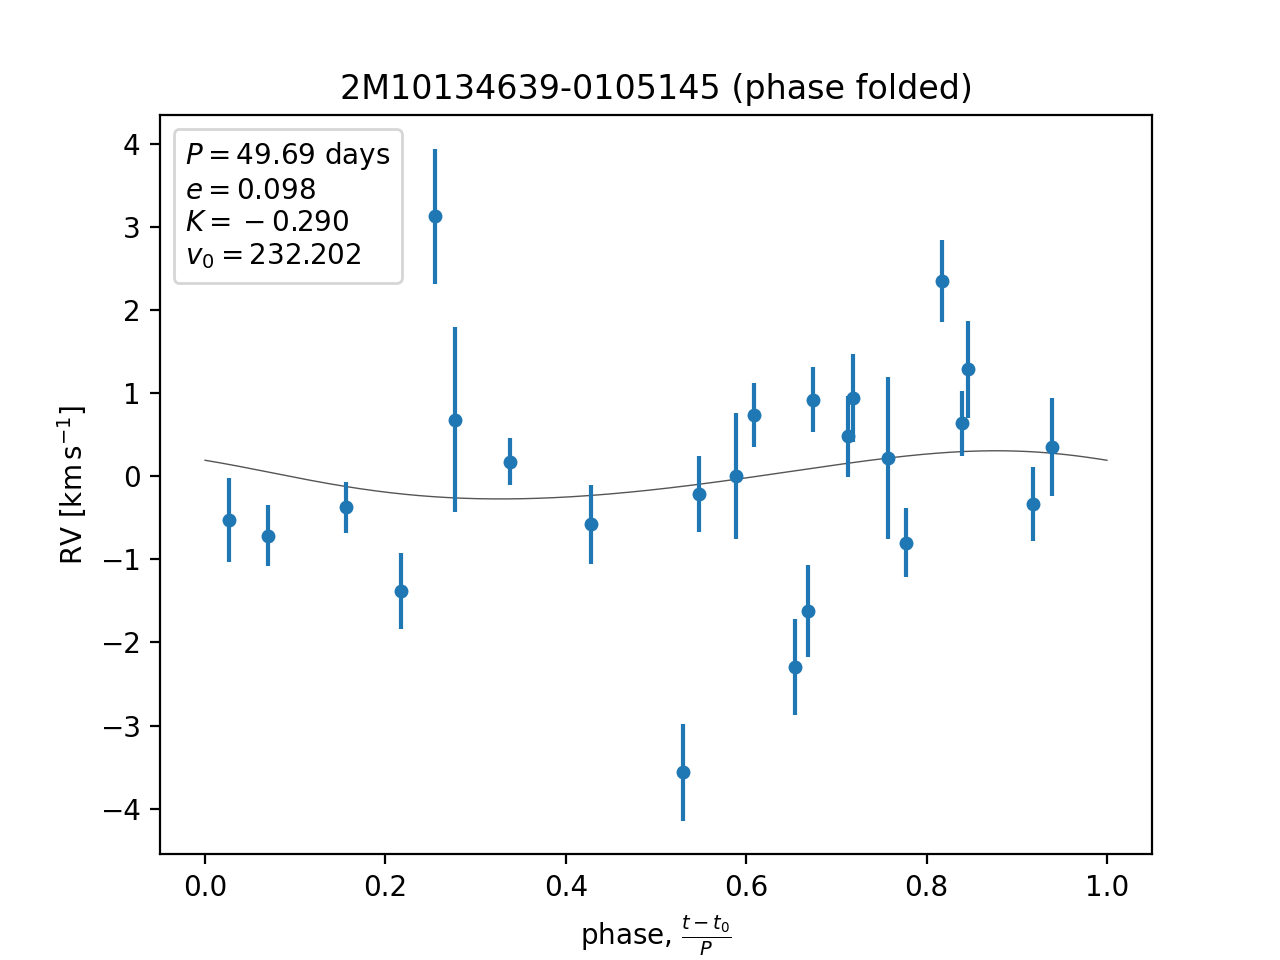 2M10134639-0105145 (phase folded)
P = 49.69 days
e = 0.098
K = −0.290
v₀ = 232.202
RV [km s⁻¹]
4
3
2
1
0
−1
−2
−3
−4
0.0 0.2 0.4 0.6 0.8 1.0
phase, (t − t₀)/P